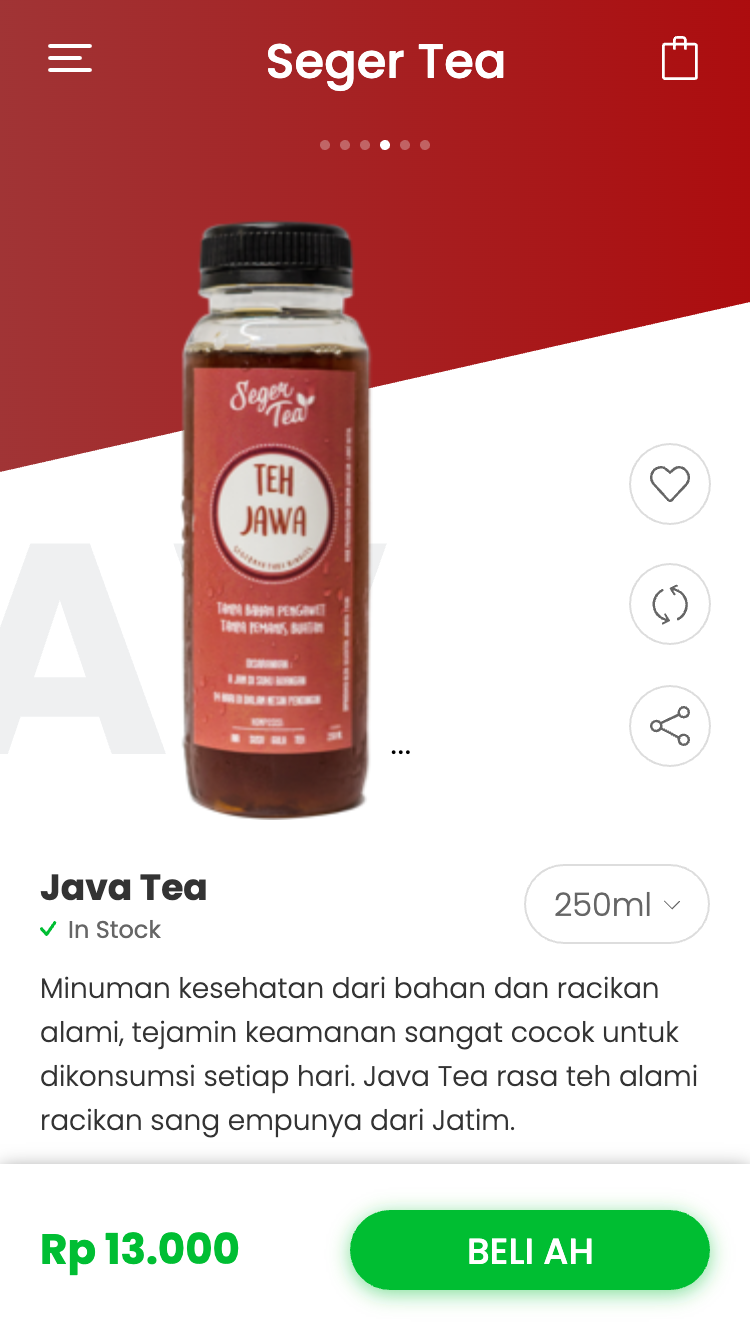 Seger Tea
Seger
Tea
TEH
JAWA
TANPA BAHAN PENGAWET
TANPA PEMANIS BUATAN
AV
...
Java Tea
250ml
In Stock
Minuman kesehatan dari bahan dan racikan
alami, tejamin keamanan sangat cocok untuk
dikonsumsi setiap hari. Java Tea rasa teh alami
racikan sang empunya dari Jatim.
Rp 13.000
BELI AH